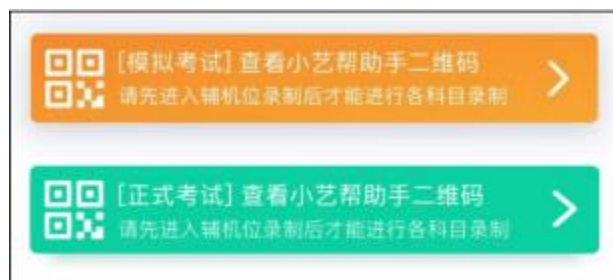 [模拟考试] 查看小艺帮助手二维码
请先进入辅机位录制后才能进行各科目录制
[正式考试] 查看小艺帮助手二维码
请先进入辅机位录制后才能进行各科目录制